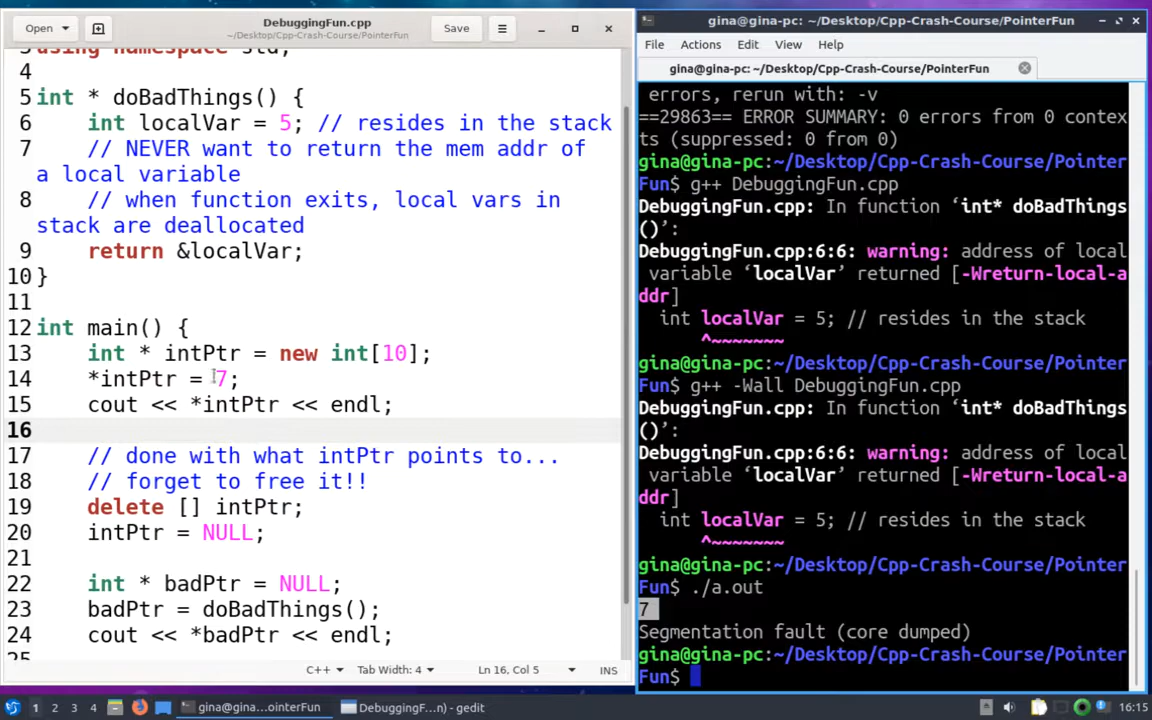 Open
DebuggingFun.cpp
~/Desktop/Cpp-Crash-Course/PointerFun
Save
using namespace std;
4
5 int * doBadThings() {
6 int localVar = 5; // resides in the stack
7 // NEVER want to return the mem addr of
a local variable
8 // when function exits, local vars in
stack are deallocated
9 return &localVar;
10 }
11
12 int main() {
13 int * intPtr = new int[10];
14 *intPtr = 7;
15 cout << *intPtr << endl;
16
17 // done with what intPtr points to...
18 // forget to free it!!
19 delete [] intPtr;
20 intPtr = NULL;
21
22 int * badPtr = NULL;
23 badPtr = doBadThings();
24 cout << *badPtr << endl;
25
C++
Tab Width: 4
Ln 16, Col 5
INS
gina@gina-pc: ~/Desktop/Cpp-Crash-Course/PointerFun
File Actions Edit View Help
gina@gina-pc: ~/Desktop/Cpp-Crash-Course/PointerFun
errors, rerun with: -v
==29863== ERROR SUMMARY: 0 errors from 0 contex
ts (suppressed: 0 from 0)
gina@gina-pc:~/Desktop/Cpp-Crash-Course/Pointer
Fun$ g++ DebuggingFun.cpp
DebuggingFun.cpp: In function ‘int* doBadThings
()’:
DebuggingFun.cpp:6:6: warning: address of local
variable ‘localVar’ returned [-Wreturn-local-a
ddr]
int localVar = 5; // resides in the stack
^~~~~~~~
gina@gina-pc:~/Desktop/Cpp-Crash-Course/Pointer
Fun$ g++ -Wall DebuggingFun.cpp
DebuggingFun.cpp: In function ‘int* doBadThings
()’:
DebuggingFun.cpp:6:6: warning: address of local
variable ‘localVar’ returned [-Wreturn-local-a
ddr]
int localVar = 5; // resides in the stack
^~~~~~~~
gina@gina-pc:~/Desktop/Cpp-Crash-Course/Pointer
Fun$ ./a.out
7
Segmentation fault (core dumped)
gina@gina-pc:~/Desktop/Cpp-Crash-Course/Pointer
Fun$
1 2 3 4
gina@gina...ointerFun
DebuggingF...n) - gedit
16:15